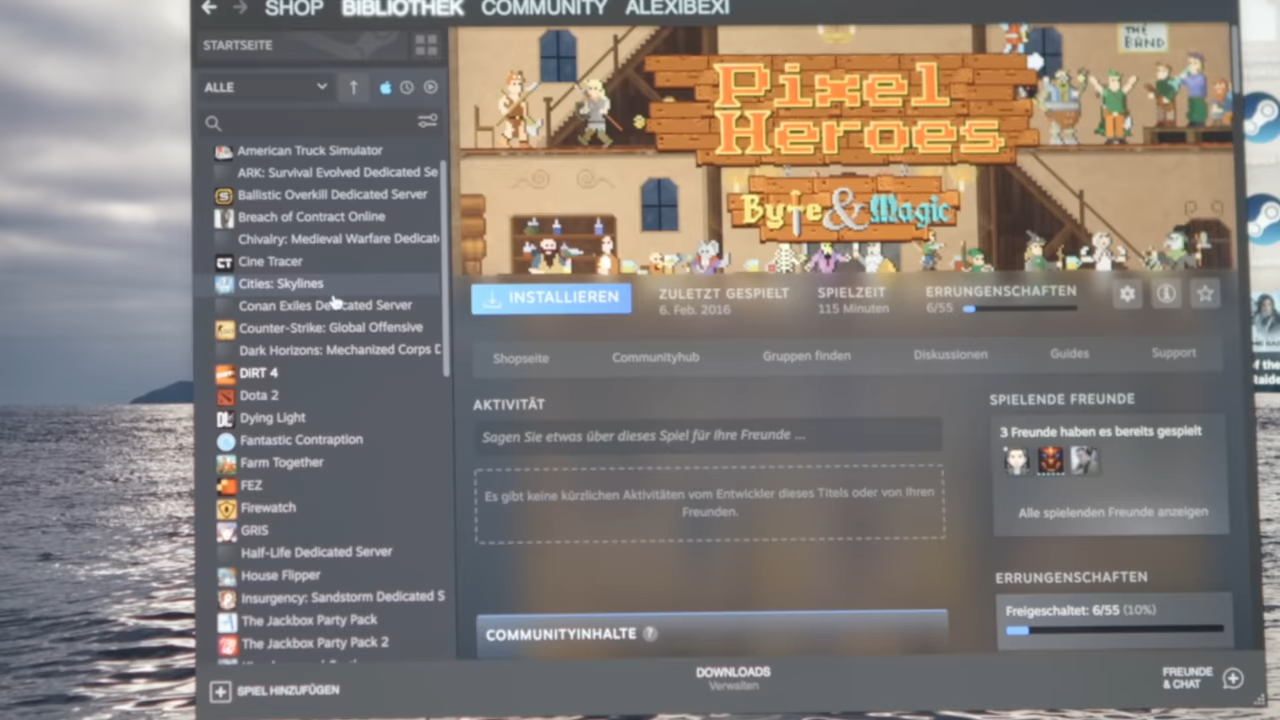 SHOP BIBLIOTHEK COMMUNITY ALEXIBEXI
STARTSEITE
ALLE
American Truck Simulator
ARK: Survival Evolved Dedicated Se
Ballistic Overkill Dedicated Server
Breach of Contract Online
Chivalry: Medieval Warfare Dedicat
CT Cine Tracer
Cities: Skylines
Conan Exiles Dedicated Server
Counter-Strike: Global Offensive
Dark Horizons: Mechanized Corps D
DiRT 4
Dota 2
DL Dying Light
Fantastic Contraption
Farm Together
FEZ
Firewatch
GRIS
Half-Life Dedicated Server
House Flipper
Insurgency: Sandstorm Dedicated S
The Jackbox Party Pack
The Jackbox Party Pack 2
SPIEL HINZUFÜGEN
THE
BAND
Pixel
Heroes
Byte & Magic
INSTALLIEREN
ZULETZT GESPIELT
6. Feb. 2016
SPIELZEIT
115 Minuten
ERRUNGENSCHAFTEN
6/55
Shopseite Communityhub Gruppen finden Diskussionen Guides Support
AKTIVITÄT
Sagen Sie etwas über dieses Spiel für Ihre Freunde ...
Es gibt keine kürzlichen Aktivitäten vom Entwickler dieses Titels oder von Ihren
Freunden.
COMMUNITYINHALTE ?
SPIELENDE FREUNDE
3 Freunde haben es bereits gespielt
Alle spielenden Freunde anzeigen
ERRUNGENSCHAFTEN
Freigeschaltet: 6/55 (10%)
DOWNLOADS
Verwalten
FREUNDE
& CHAT
of the
Raide